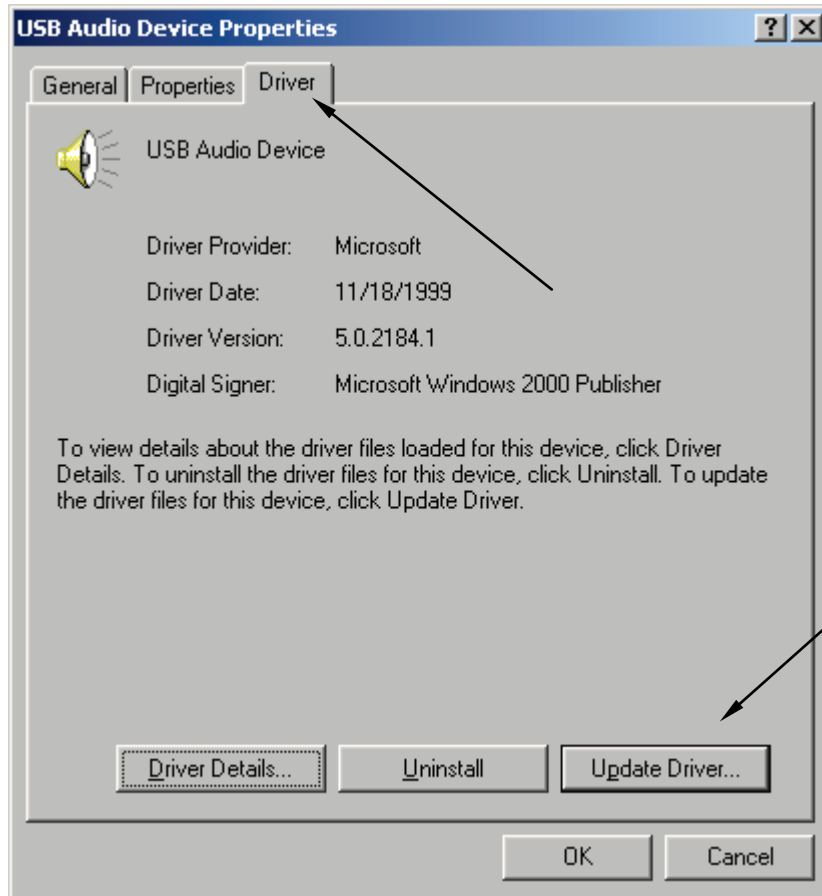 USB Audio Device Properties
General Properties Driver
USB Audio Device
Driver Provider: Microsoft
Driver Date: 11/18/1999
Driver Version: 5.0.2184.1
Digital Signer: Microsoft Windows 2000 Publisher
To view details about the driver files loaded for this device, click Driver
Details. To uninstall the driver files for this device, click Uninstall. To update
the driver files for this device, click Update Driver.
Driver Details... Uninstall Update Driver...
OK Cancel